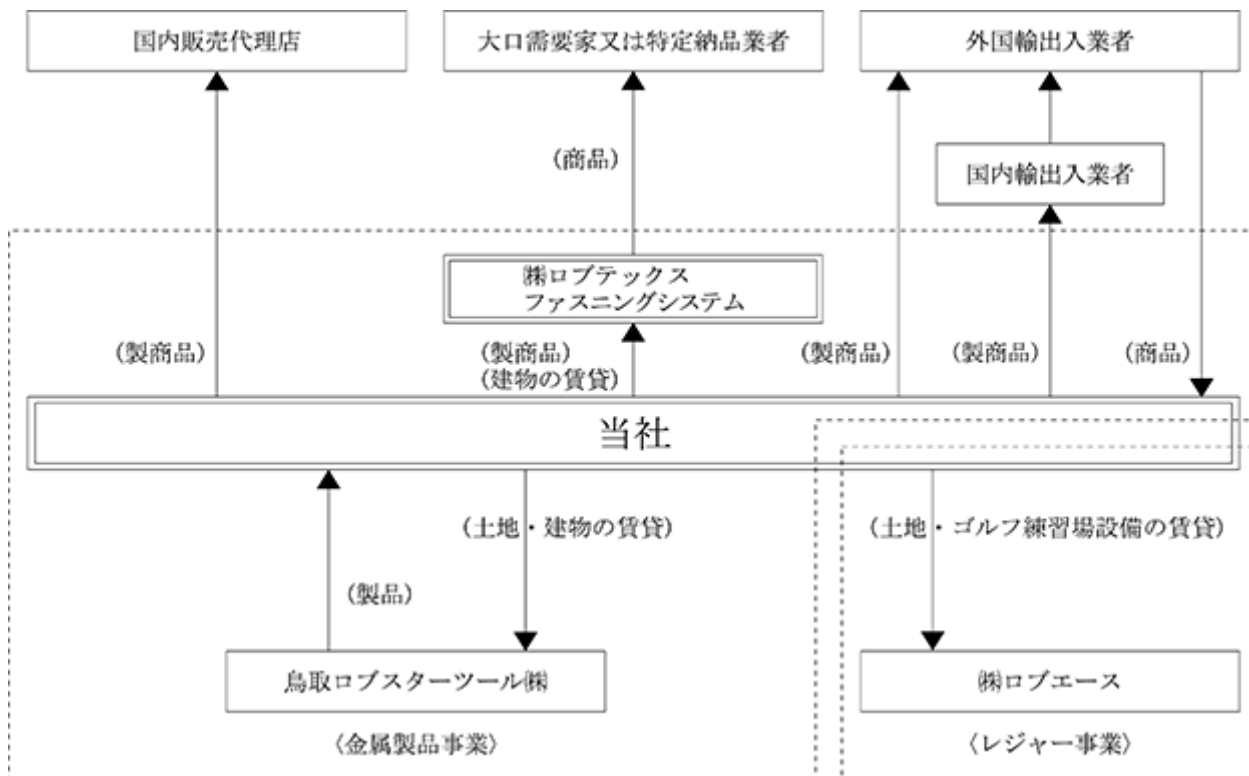 国内販売代理店
大口需要家又は特定納品業者
外国輸出入業者
(商品)
国内輸出入業者
㈱ロブテックス
ファスニングシステム
(製商品)
(製商品)
(建物の賃貸)
(製商品)
(製商品)
(商品)
当社
(土地・建物の賃貸)
(土地・ゴルフ練習場設備の賃貸)
(製品)
鳥取ロブスターツール㈱
㈱ロブエース
〈金属製品事業〉
〈レジャー事業〉